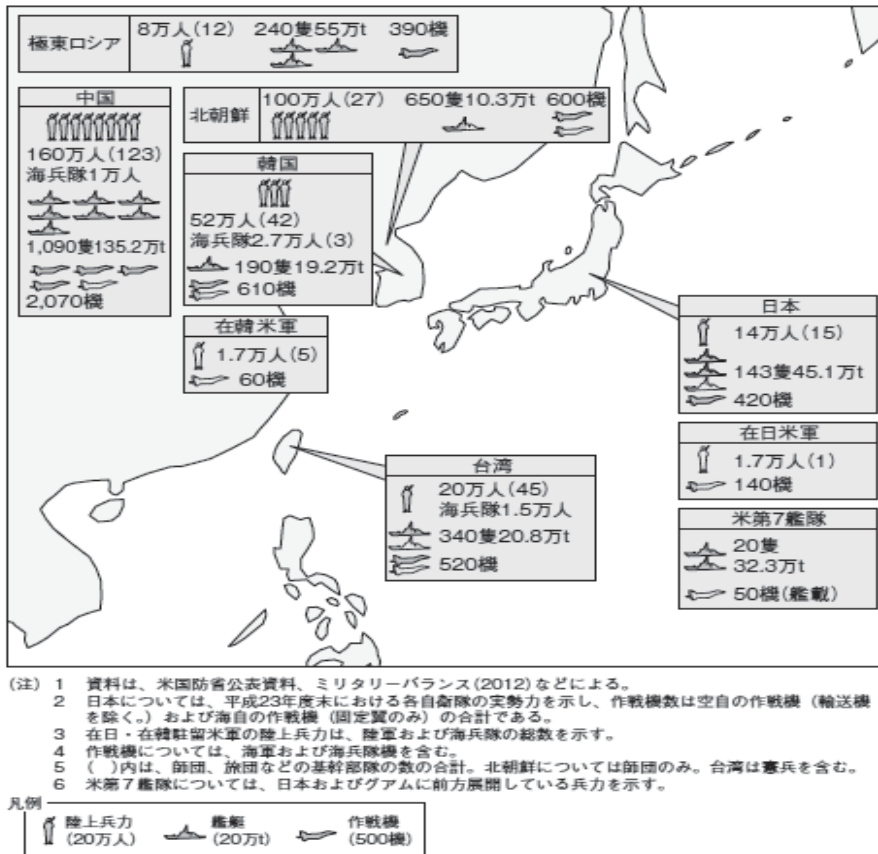 極東ロシア
8万人(12) 240隻55万t 390機
中国
160万人(123)
海兵隊1万人
1,090隻135.2万t
2,070機
北朝鮮
100万人(27) 650隻10.3万t 600機
韓国
52万人(42)
海兵隊2.7万人(3)
190隻19.2万t
610機
在韓米軍
1.7万人(5)
60機
日本
14万人(15)
143隻45.1万t
420機
在日米軍
1.7万人(1)
140機
台湾
20万人(45)
海兵隊1.5万人
340隻20.8万t
520機
米第7艦隊
20隻
32.3万t
50機(艦載)
(注) 1 資料は、米国防省公表資料、ミリタリーバランス(2012)などによる。
2 日本については、平成23年度末における各自衛隊の実勢力を示し、作戦機数は空自の作戦機(輸送機
を除く。)および海自の作戦機(固定翼のみ)の合計である。
3 在日・在韓駐留米軍の陸上兵力は、陸軍および海兵隊の総数を示す。
4 作戦機については、海軍および海兵隊機を含む。
5 ( )内は、師団、旅団などの基幹部隊の数の合計。北朝鮮については師団のみ。台湾は憲兵を含む。
6 米第7艦隊については、日本およびグアムに前方展開している兵力を示す。
凡例
陸上兵力 艦艇 作戦機
(20万人) (20万t) (500機)